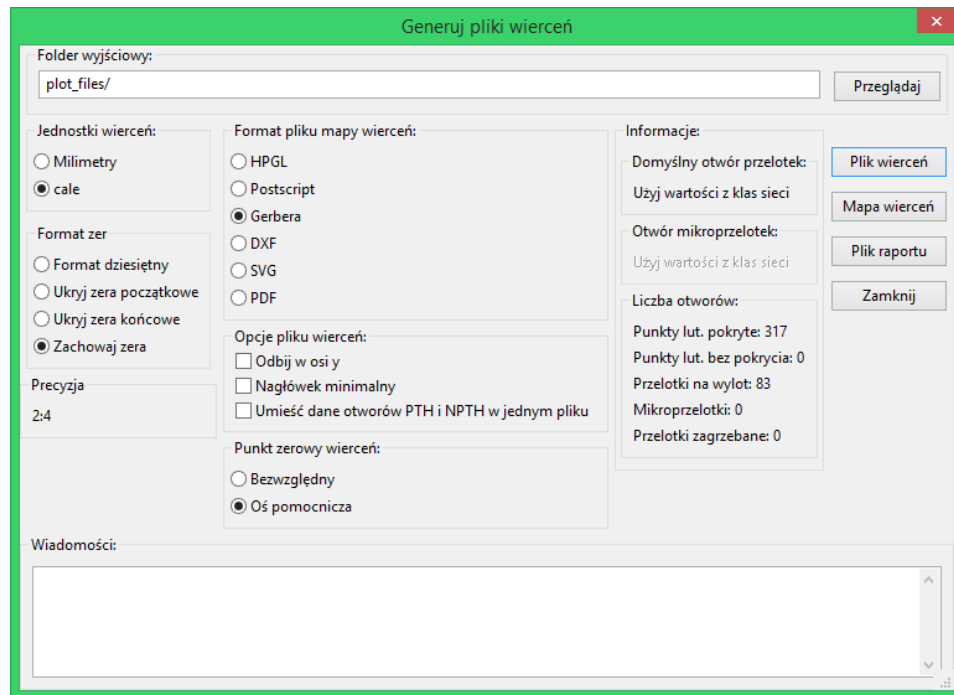 Generuj pliki wierceń
Folder wyjściowy:
plot_files/
Przeglądaj
Jednostki wierceń:
Milimetry
cale
Format zer
Format dziesiętny
Ukryj zera początkowe
Ukryj zera końcowe
Zachowaj zera
Precyzja
2:4
Format pliku mapy wierceń:
HPGL
Postscript
Gerbera
DXF
SVG
PDF
Opcje pliku wierceń:
Odbij w osi y
Nagłówek minimalny
Umieść dane otworów PTH i NPTH w jednym pliku
Punkt zerowy wierceń:
Bezwzględny
Oś pomocnicza
Informacje:
Domyślny otwór przelotek:
Użyj wartości z klas sieci
Otwór mikroprzelotek:
Użyj wartości z klas sieci
Liczba otworów:
Punkty lut. pokryte: 317
Punkty lut. bez pokrycia: 0
Przelotki na wylot: 83
Mikroprzelotki: 0
Przelotki zagrzebane: 0
Plik wierceń
Mapa wierceń
Plik raportu
Zamknij
Wiadomości: